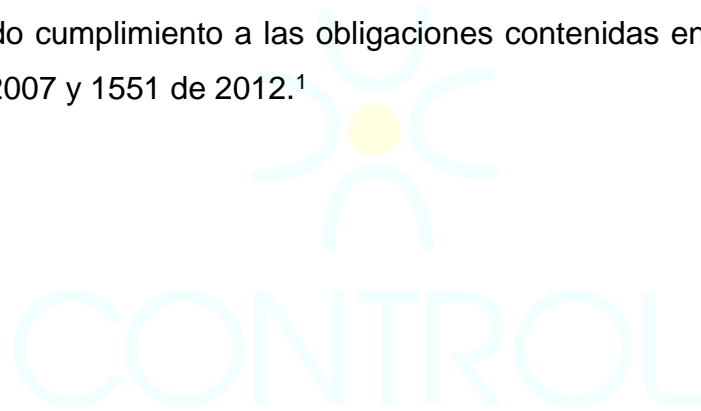 do cumplimiento a las obligaciones contenidas en
2007 y 1551 de 2012.¹
CONTROL